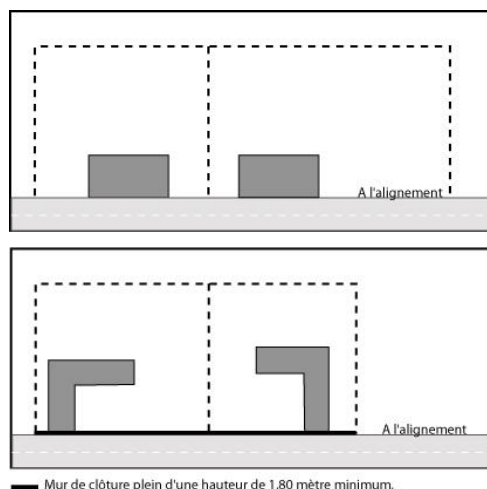 A l'alignement
A l'alignement
Mur de clôture plein d'une hauteur de 1,80 mètre minimum.